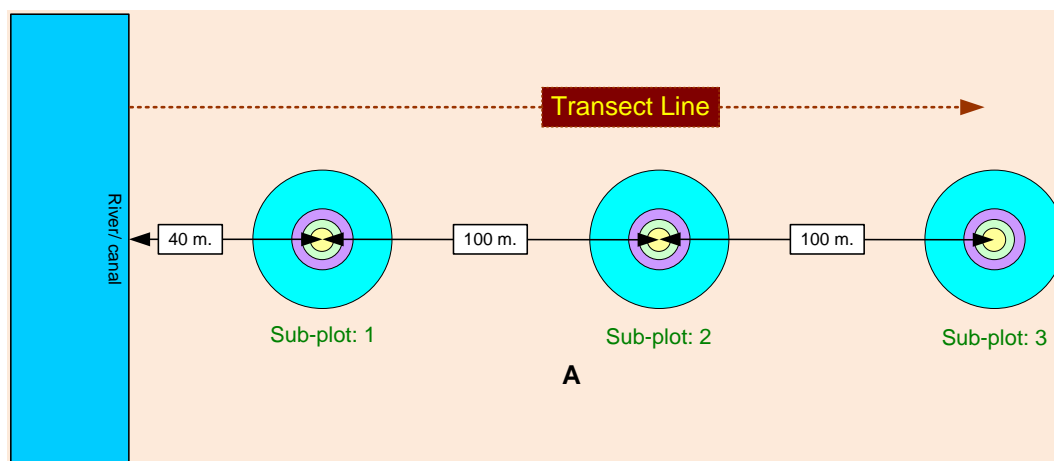 Transect Line
River/ canal
40 m.
100 m.
100 m.
Sub-plot: 1
Sub-plot: 2
Sub-plot: 3
A